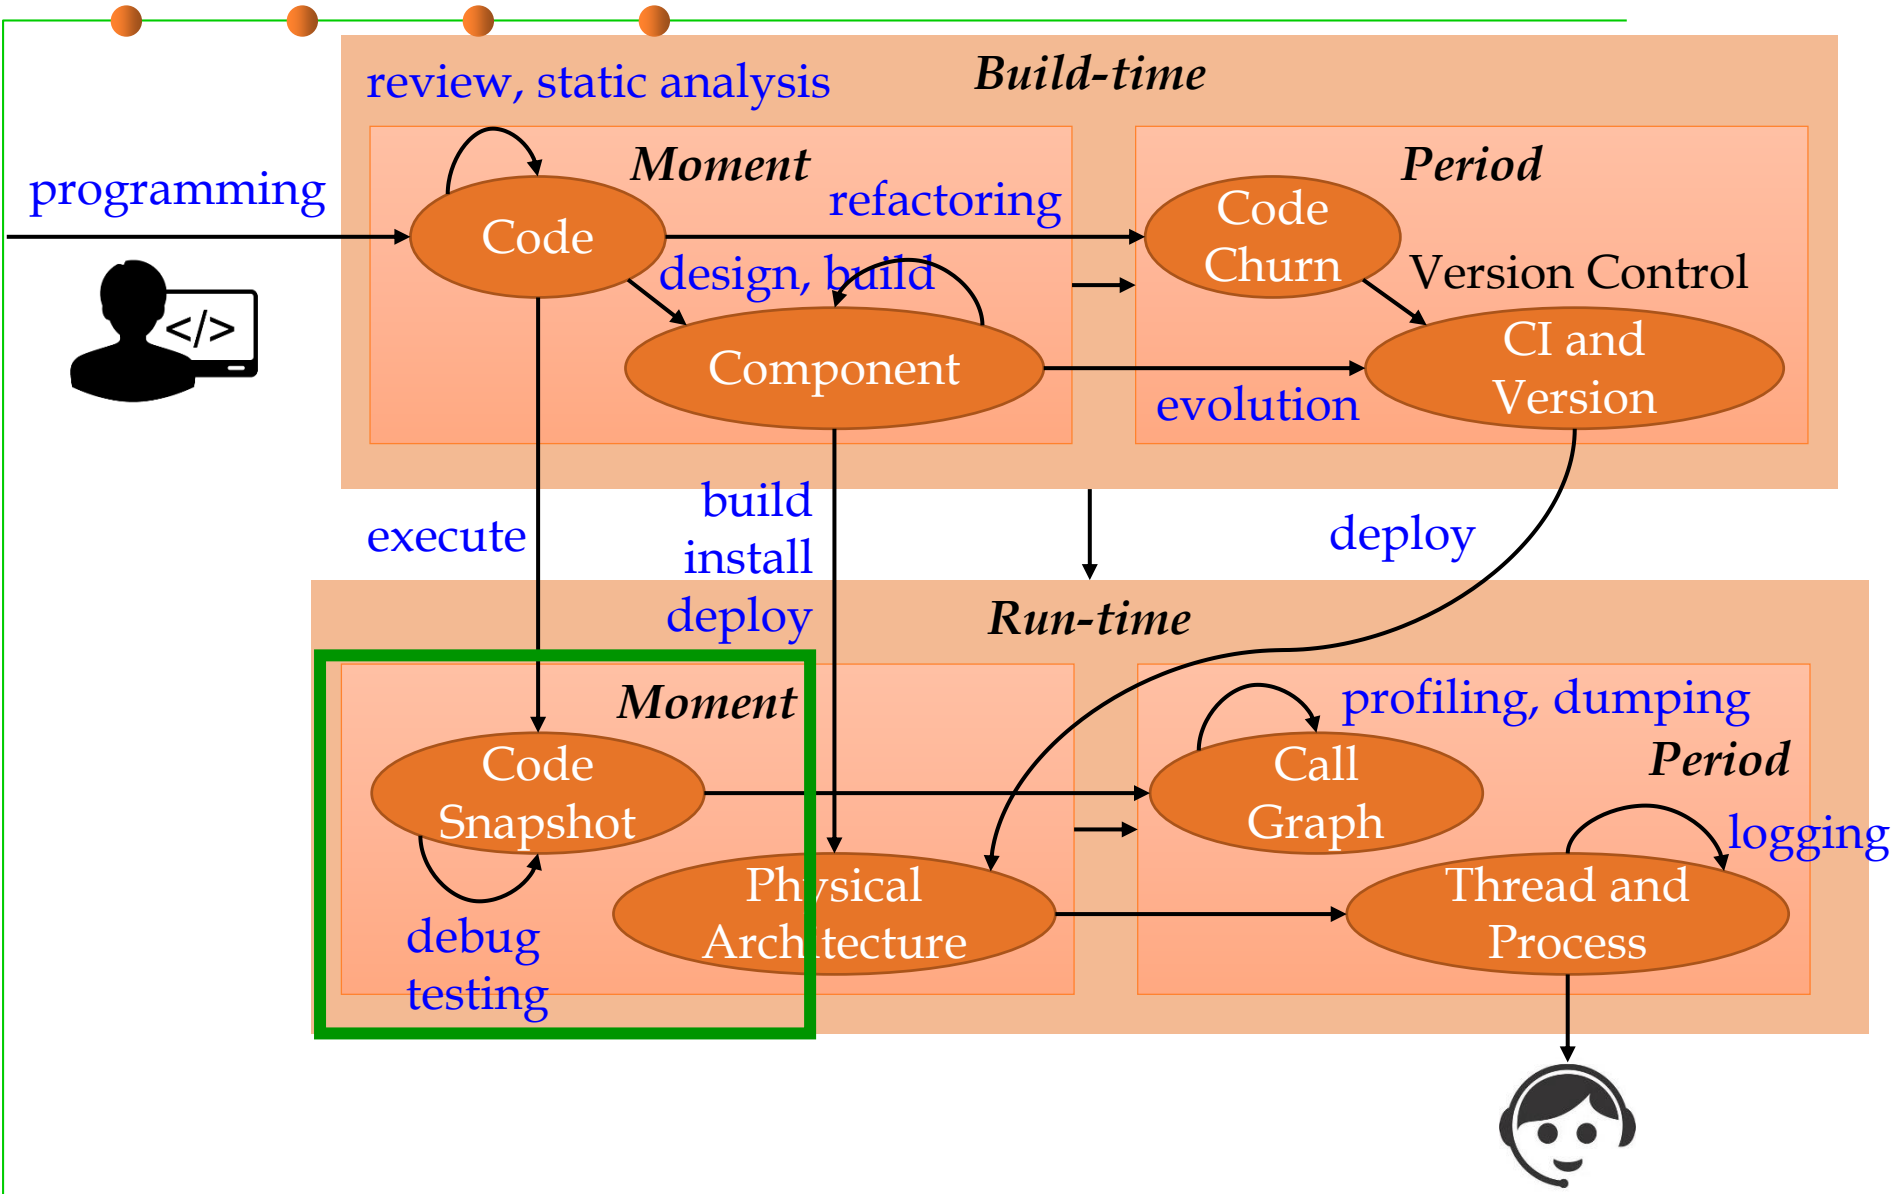 Build-time
review, static analysis
Moment
Period
programming
refactoring
Code
Code
Churn
design, build
Version Control
</>
Component
CI and
Version
evolution
build
install
deploy
execute
deploy
Run-time
Moment
profiling, dumping
Period
Code
Snapshot
Call
Graph
logging
Physical
Architecture
Thread and
Process
debug
testing